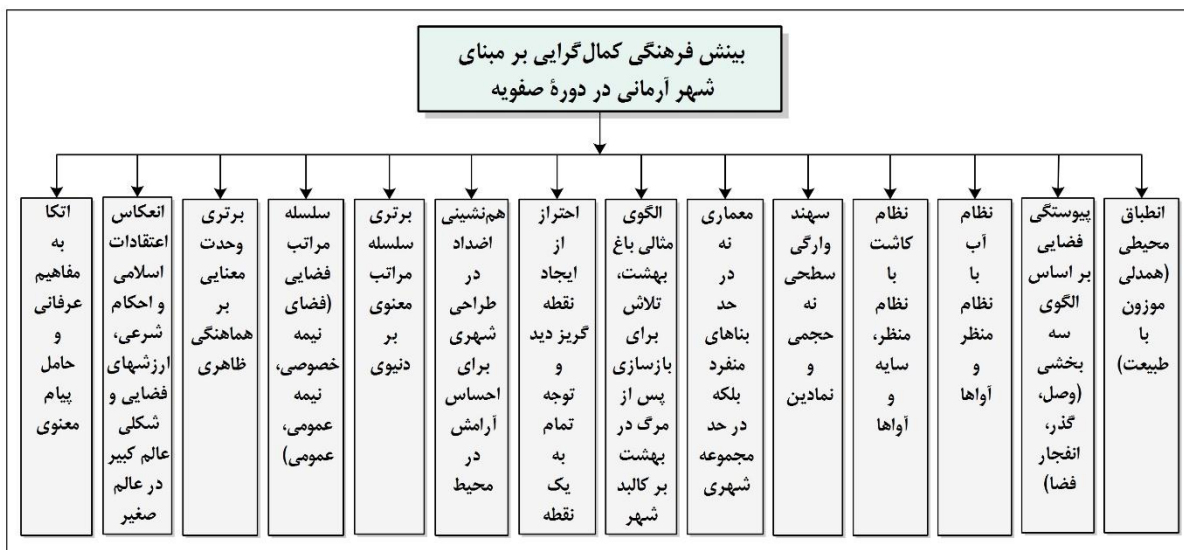 بینش فرهنگی کمال‌گرایی بر مبنای
شهر آرمانی در دورهٔ صفویه
انطباق
محیطی
(همدلی
موزون
با
طبیعت)
پیوستگی
فضایی
بر اساس
الگوی
سه
بخشی
(وصل،
گذر،
انفجار
فضا)
نظام
آب
با
نظام
منظر
و
آواها
نظام
کاشت
با
نظام
منظر،
سایه
و
آواها
سهند
وارگی
سطحی
نه
حجمی
و
نمادین
معماری
نه
در
حد
بناهای
منفرد
بلکه
در حد
مجموعه
شهری
الگوی
مثالی باغ
بهشت،
تلاش
برای
بازسازی
پس از
مرگ در
بهشت
بر کالبد
شهر
احتراز
از
ایجاد
نقطه
گریز دید
و
توجه
تمام
به
یک
نقطه
هم‌نشینی
اضداد
در
طراحی
شهری
برای
احساس
آرامش
در
محیط
برتری
سلسله
مراتب
معنوی
بر
دنیوی
سلسله
مراتب
فضایی
(فضای
نیمه
خصوصی،
نیمه
عمومی،
عمومی)
برتری
وحدت
معنایی
بر
هماهنگی
ظاهری
انعکاس
اعتقادات
اسلامی
و احکام
شرعی،
ارزشهای
فضایی و
شکلی
عالم کبیر
در عالم
صغیر
اتکا
به
مفاهیم
عرفانی
و
حامل
پیام
معنوی